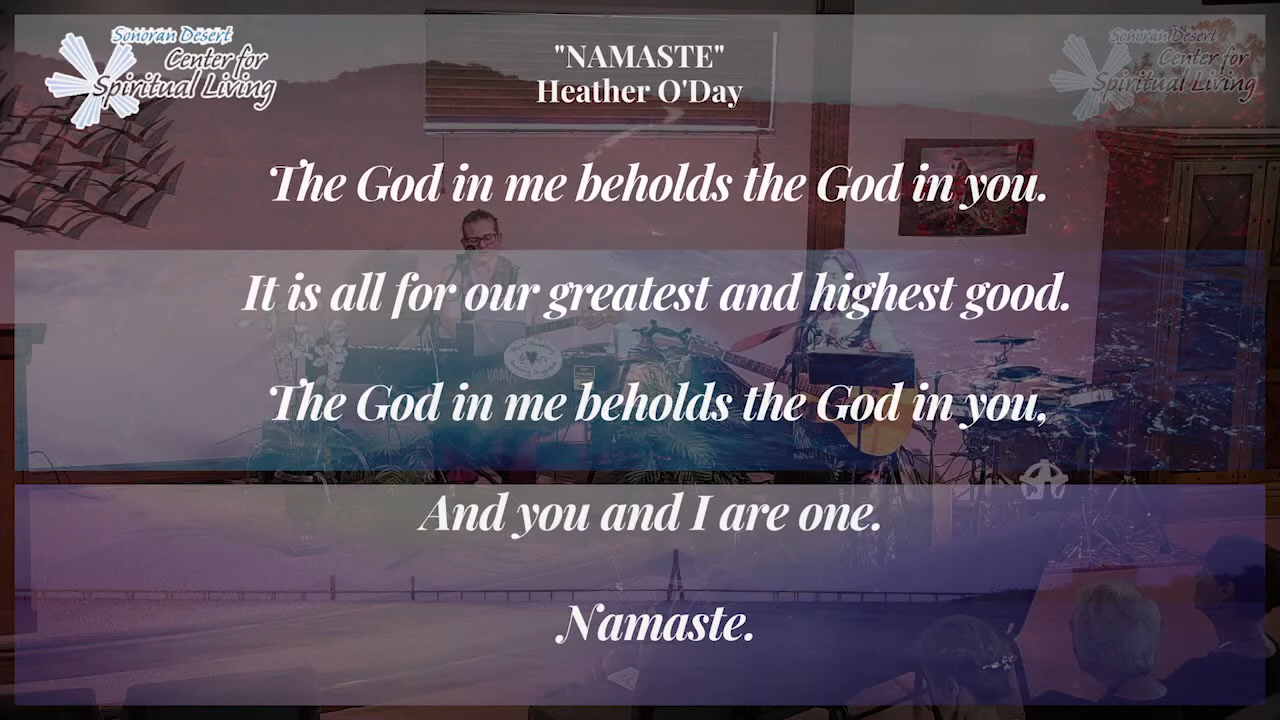 Sonoran Desert
Center for
Spiritual Living
"NAMASTE"
Heather O'Day
Sonoran Desert
Center for
Spiritual Living
The God in me beholds the God in you.
It is all for our greatest and highest good.
The God in me beholds the God in you,
And you and I are one.
Namaste.